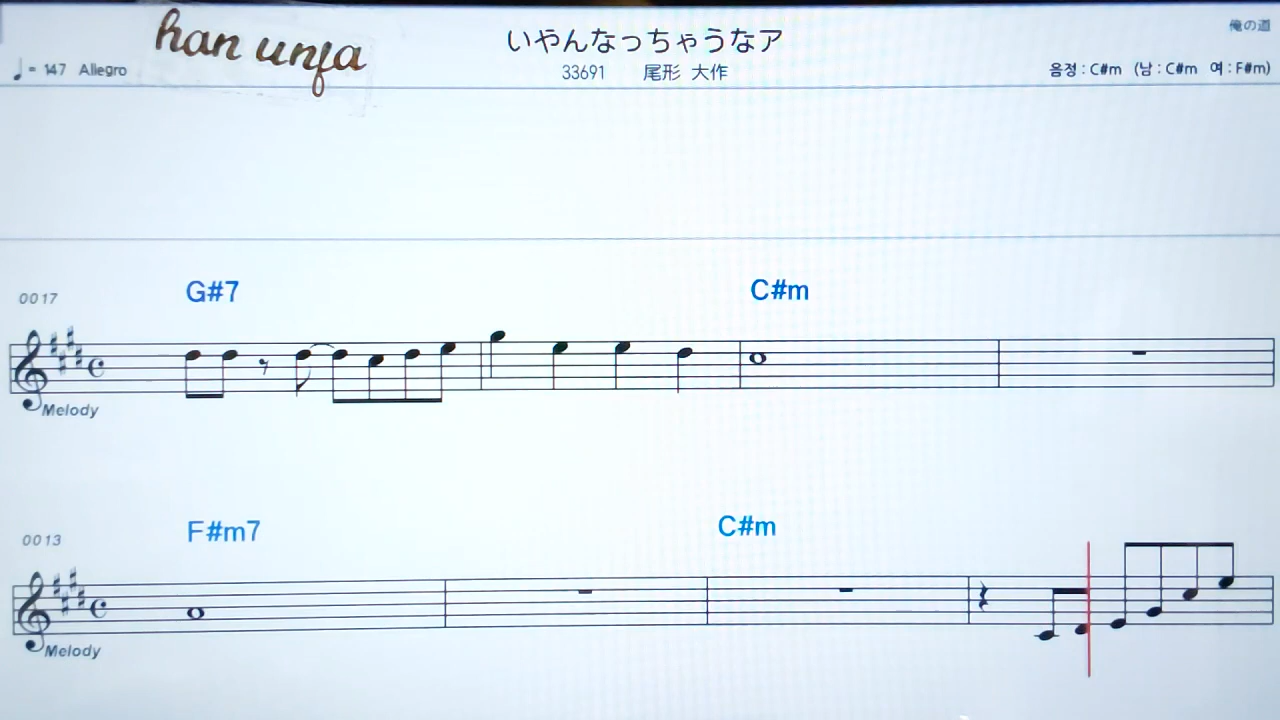 han unfa
いやんなっちゃうなア
俺の道
♩= 147 Allegro
33691 尾形 大作
음정 : C#m (남 : C#m 여 : F#m)
G#7 C#m
0017
Melody
F#m7 C#m
0013
Melody